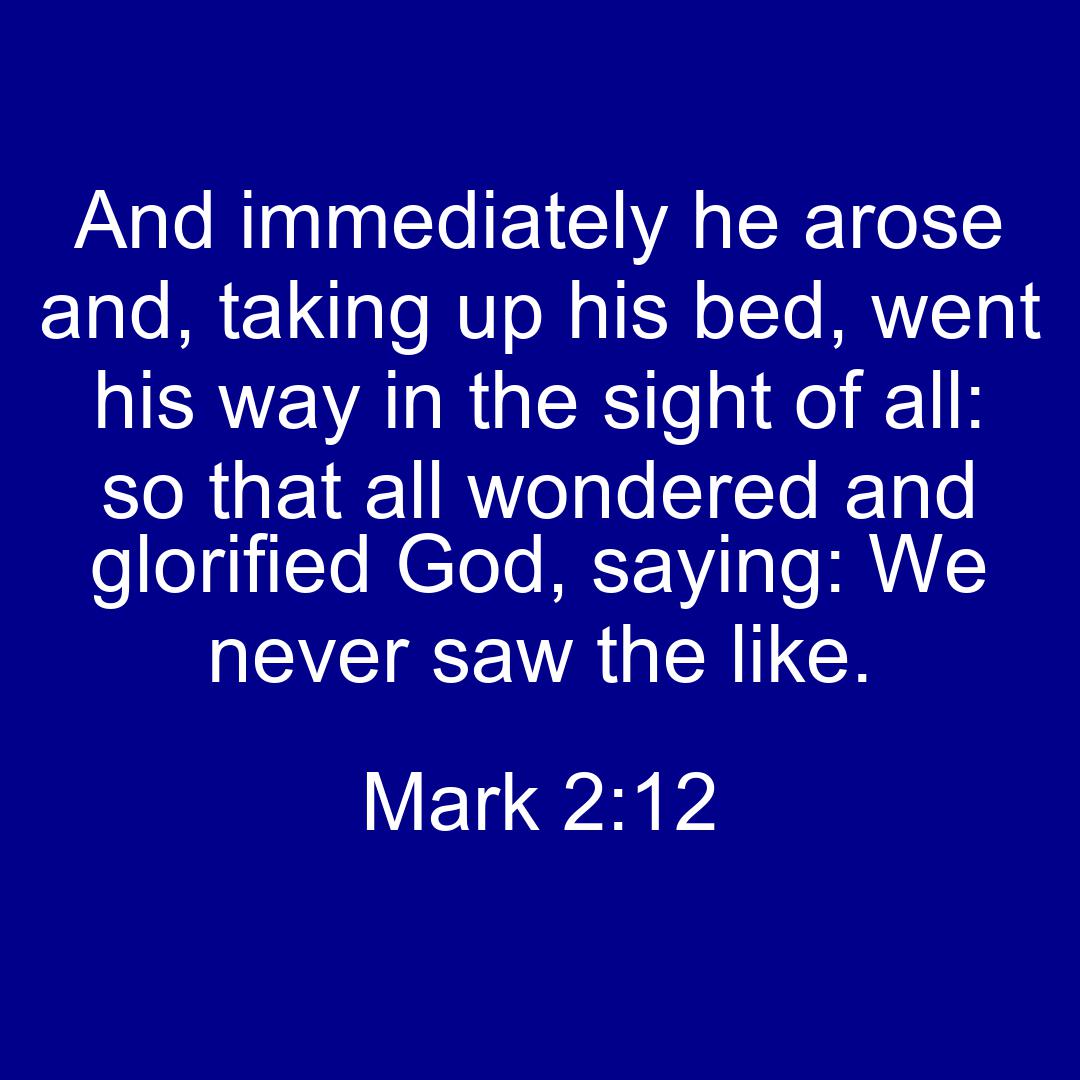 And immediately he arose
and, taking up his bed, went
his way in the sight of all:
so that all wondered and
glorified God, saying: We
never saw the like.
Mark 2:12